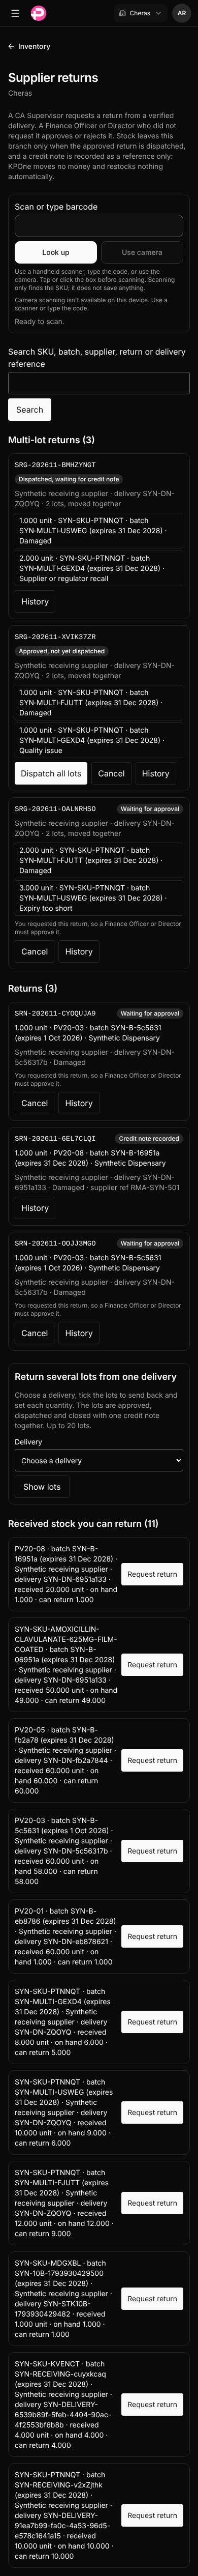 Cheras
AR
Inventory
Supplier returns
Cheras
A CA Supervisor requests a return from a verified
delivery. A Finance Officer or Director who did not
request it approves or rejects it. Stock leaves this
branch only when the approved return is dispatched,
and a credit note is recorded as a reference only:
KPOne moves no money and restocks nothing
automatically.
Scan or type barcode
Look up
Use camera
Use a handheld scanner, type the code, or use the
camera. Tap or click the box before scanning. Scanning
only finds the SKU; it does not save anything.
Camera scanning isn't available on this device. Use a
scanner or type the code.
Ready to scan.
Search SKU, batch, supplier, return or delivery
reference
Search
Multi-lot returns (3)
SRG-202611-BMHZYNGT
Dispatched, waiting for credit note
Synthetic receiving supplier · delivery SYN-DN-
ZQOYQ · 2 lots, moved together
1.000 unit · SYN-SKU-PTNNQT · batch
SYN-MULTI-USWEG (expires 31 Dec 2028) ·
Damaged
2.000 unit · SYN-SKU-PTNNQT · batch
SYN-MULTI-GEXD4 (expires 31 Dec 2028) ·
Supplier or regulator recall
History
SRG-202611-XVIK37ZR
Approved, not yet dispatched
Synthetic receiving supplier · delivery SYN-DN-
ZQOYQ · 2 lots, moved together
1.000 unit · SYN-SKU-PTNNQT · batch
SYN-MULTI-FJUTT (expires 31 Dec 2028) ·
Damaged
1.000 unit · SYN-SKU-PTNNQT · batch
SYN-MULTI-GEXD4 (expires 31 Dec 2028) ·
Quality issue
Dispatch all lots
Cancel
History
SRG-202611-OALNRHSO
Waiting for approval
Synthetic receiving supplier · delivery SYN-DN-
ZQOYQ · 2 lots, moved together
2.000 unit · SYN-SKU-PTNNQT · batch
SYN-MULTI-FJUTT (expires 31 Dec 2028) ·
Damaged
3.000 unit · SYN-SKU-PTNNQT · batch
SYN-MULTI-USWEG (expires 31 Dec 2028) ·
Expiry too short
You requested this return, so a Finance Officer or Director
must approve it.
Cancel
History
Returns (3)
SRN-202611-CYOQUJA9
Waiting for approval
1.000 unit · PV20-03 · batch SYN-B-5c5631
(expires 1 Oct 2026) · Synthetic Dispensary
Synthetic receiving supplier · delivery SYN-DN-
5c56317b · Damaged
You requested this return, so a Finance Officer or Director
must approve it.
Cancel
History
SRN-202611-6EL7CLQI
Credit note recorded
1.000 unit · PV20-08 · batch SYN-B-16951a
(expires 31 Dec 2028) · Synthetic Dispensary
Synthetic receiving supplier · delivery SYN-DN-
6951a133 · Damaged · supplier ref RMA-SYN-501
History
SRN-202611-OOJJ3MGO
Waiting for approval
1.000 unit · PV20-03 · batch SYN-B-5c5631
(expires 1 Oct 2026) · Synthetic Dispensary
Synthetic receiving supplier · delivery SYN-DN-
5c56317b · Damaged
You requested this return, so a Finance Officer or Director
must approve it.
Cancel
History
Return several lots from one delivery
Choose a delivery, tick the lots to send back and
set each quantity. The lots are approved,
dispatched and closed with one credit note
together. Up to 20 lots.
Delivery
Choose a delivery
Show lots
Received stock you can return (11)
PV20-08 · batch SYN-B-
16951a (expires 31 Dec 2028) ·
Synthetic receiving supplier ·
delivery SYN-DN-6951a133 ·
received 20.000 unit · on hand
1.000 · can return 1.000
Request return
SYN-SKU-AMOXICILLIN-
CLAVULANATE-625MG-FILM-
COATED · batch SYN-B-
06951a (expires 31 Dec 2028)
· Synthetic receiving supplier ·
delivery SYN-DN-6951a133 ·
received 50.000 unit · on hand
49.000 · can return 49.000
Request return
PV20-05 · batch SYN-B-
fb2a78 (expires 31 Dec 2028)
· Synthetic receiving supplier ·
delivery SYN-DN-fb2a7844 ·
received 60.000 unit · on
hand 60.000 · can return
60.000
Request return
PV20-03 · batch SYN-B-
5c5631 (expires 1 Oct 2026) ·
Synthetic receiving supplier ·
delivery SYN-DN-5c56317b ·
received 60.000 unit · on
hand 58.000 · can return
58.000
Request return
PV20-01 · batch SYN-B-
eb8786 (expires 31 Dec 2028)
· Synthetic receiving supplier ·
delivery SYN-DN-eb878621 ·
received 60.000 unit · on
hand 1.000 · can return 1.000
Request return
SYN-SKU-PTNNQT · batch
SYN-MULTI-GEXD4 (expires
31 Dec 2028) · Synthetic
receiving supplier · delivery
SYN-DN-ZQOYQ · received
8.000 unit · on hand 6.000 ·
can return 5.000
Request return
SYN-SKU-PTNNQT · batch
SYN-MULTI-USWEG (expires
31 Dec 2028) · Synthetic
receiving supplier · delivery
SYN-DN-ZQOYQ · received
10.000 unit · on hand 9.000 ·
can return 6.000
Request return
SYN-SKU-PTNNQT · batch
SYN-MULTI-FJUTT (expires
31 Dec 2028) · Synthetic
receiving supplier · delivery
SYN-DN-ZQOYQ · received
12.000 unit · on hand 12.000 ·
can return 9.000
Request return
SYN-SKU-MDGXBL · batch
SYN-10B-1793930429500
(expires 31 Dec 2028) ·
Synthetic receiving supplier ·
delivery SYN-STK10B-
1793930429482 · received
1.000 unit · on hand 1.000 ·
can return 1.000
Request return
SYN-SKU-KVENCT · batch
SYN-RECEIVING-cuyxkcaq
(expires 31 Dec 2028) ·
Synthetic receiving supplier ·
delivery SYN-DELIVERY-
6539b89f-5feb-4404-90ac-
4f2553bf6b8b · received
4.000 unit · on hand 4.000 ·
can return 4.000
Request return
SYN-SKU-PTNNQT · batch
SYN-RECEIVING-v2xZjthk
(expires 31 Dec 2028) ·
Synthetic receiving supplier ·
delivery SYN-DELIVERY-
91ea7b99-fa0c-4a53-96d5-
e578c1641a15 · received
10.000 unit · on hand 10.000 ·
can return 10.000
Request return